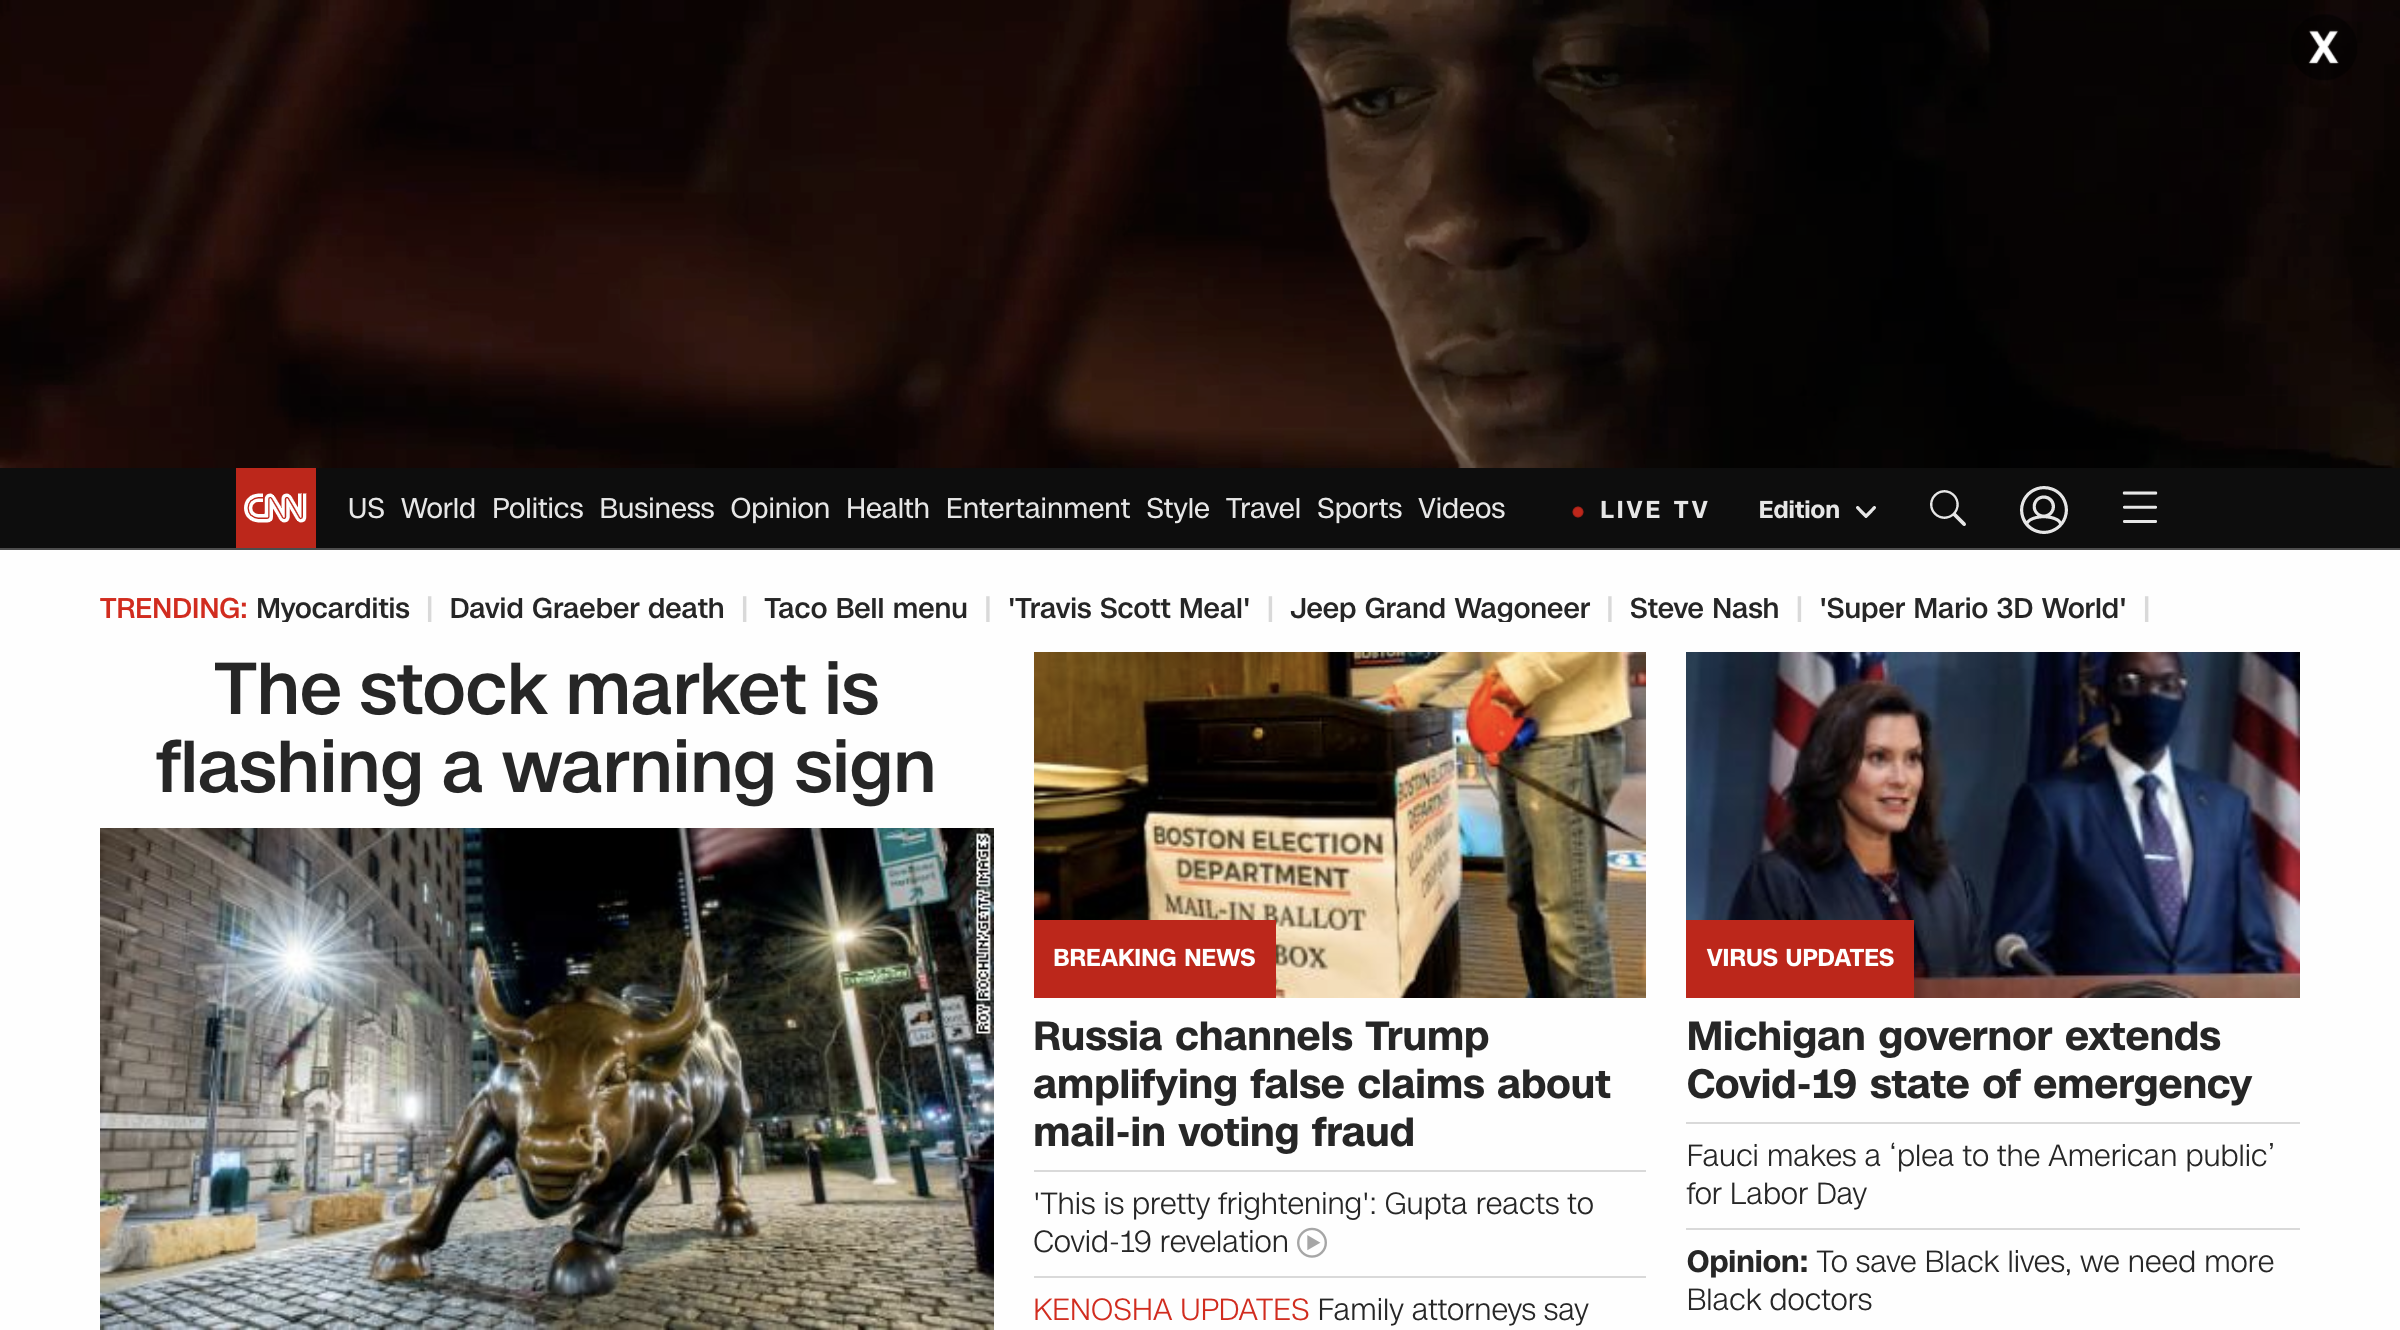 X
CNN US World Politics Business Opinion Health Entertainment Style Travel Sports Videos LIVE TV Edition
TRENDING: Myocarditis | David Graeber death | Taco Bell menu | 'Travis Scott Meal' | Jeep Grand Wagoneer | Steve Nash | 'Super Mario 3D World' |
The stock market is
flashing a warning sign
ROY ROCHLIN/GETTY IMAGES
BOSTON ELECTION
DEPARTMENT
MAIL-IN BALLOT
BOX
BOSTON ELECTION
DEPARTMENT
BREAKING NEWS
Russia channels Trump
amplifying false claims about
mail-in voting fraud
'This is pretty frightening': Gupta reacts to
Covid-19 revelation
KENOSHA UPDATES Family attorneys say
VIRUS UPDATES
Michigan governor extends
Covid-19 state of emergency
Fauci makes a ‘plea to the American public’
for Labor Day
Opinion: To save Black lives, we need more
Black doctors